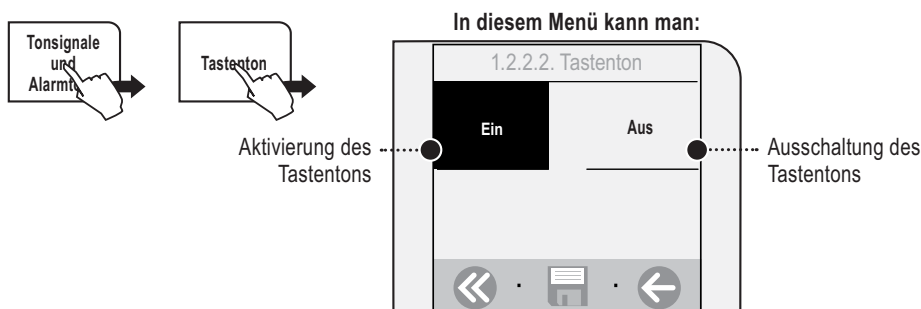 In diesem Menü kann man:
Tonsignale
und
Tastenton
1.2.2.2. Tastenton
Ein
Aus
Aktivierung des
Tastentons
Ausschaltung des
Tastentons